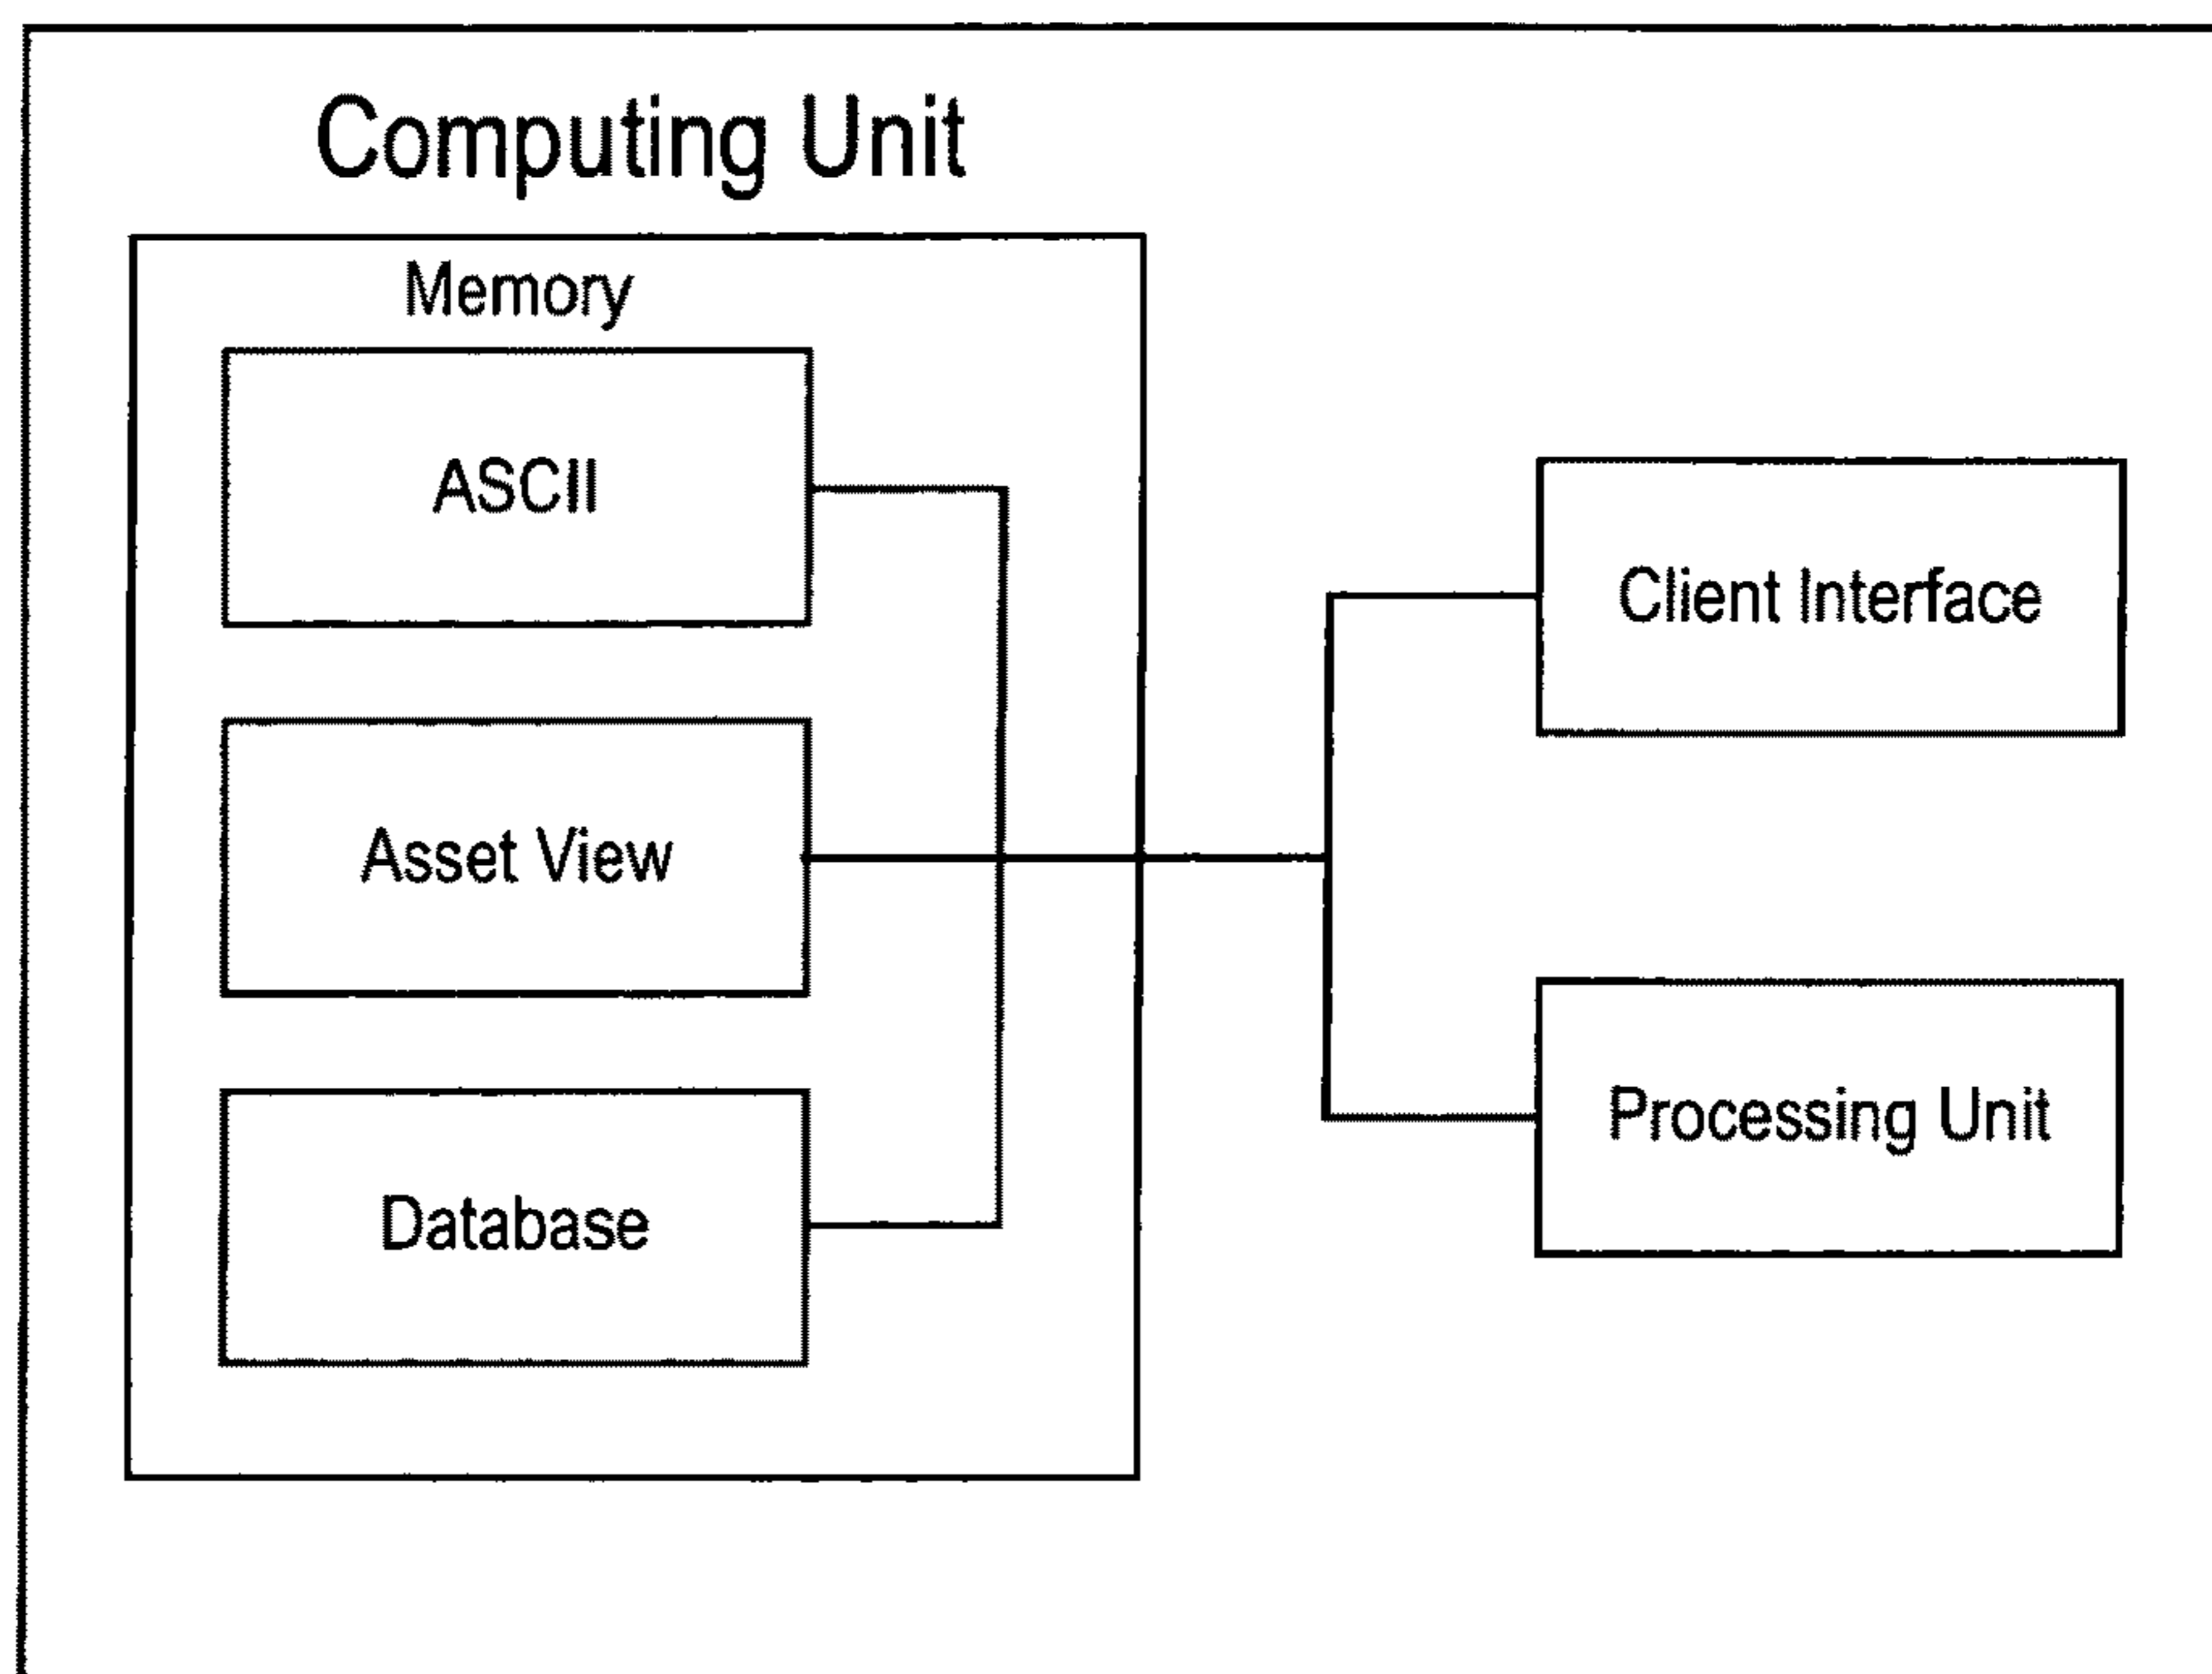 Computing Unit
Memory
ASCII
Asset View
Database
Client Interface
Processing Unit